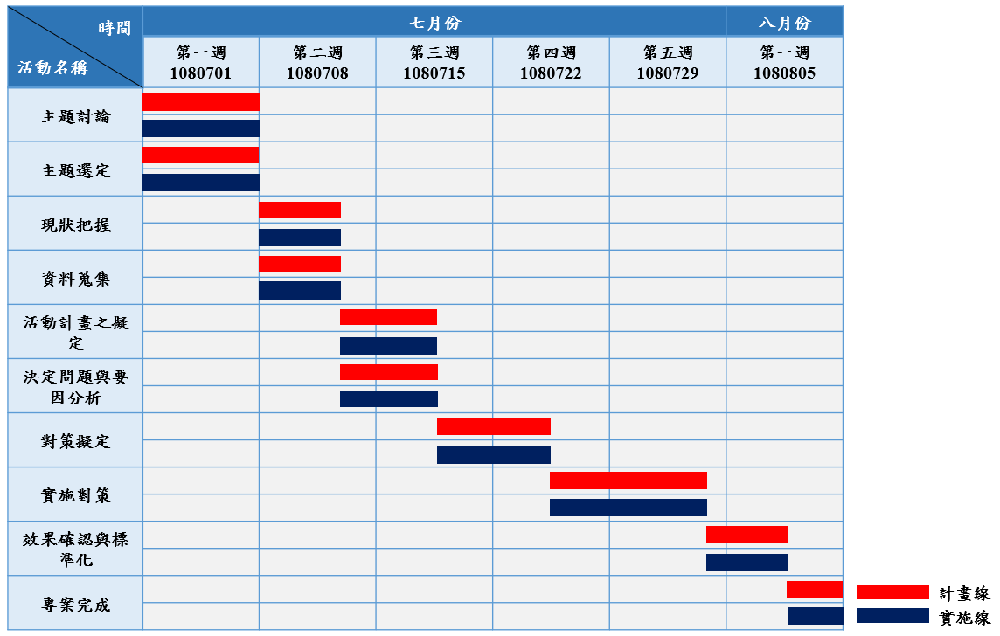 時間
活動名稱
七月份
八月份
第一週
1080701
第二週
1080708
第三週
1080715
第四週
1080722
第五週
1080729
第一週
1080805
主題討論
主題選定
現狀把握
資料蒐集
活動計畫之擬
定
決定問題與要
因分析
對策擬定
實施對策
效果確認與標
準化
專案完成
計畫線
實施線